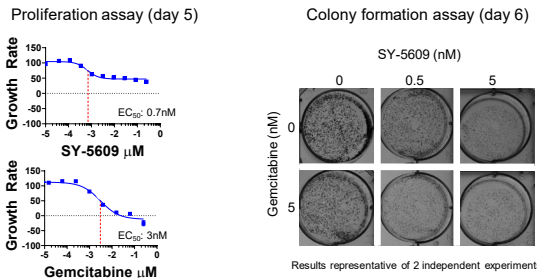 Proliferation assay (day 5)
Growth Rate
150
100
50
0
-50
-100
EC50: 0.7nM
-5 -4 -3 -2 -1 0
SY-5609 µM
Growth Rate
150
100
50
0
-50
-100
EC50: 3nM
-5 -4 -3 -2 -1 0
Gemcitabine µM
Colony formation assay (day 6)
SY-5609 (nM)
0 0.5 5
Gemcitabine (nM)
0
5
Results representative of 2 independent experiment